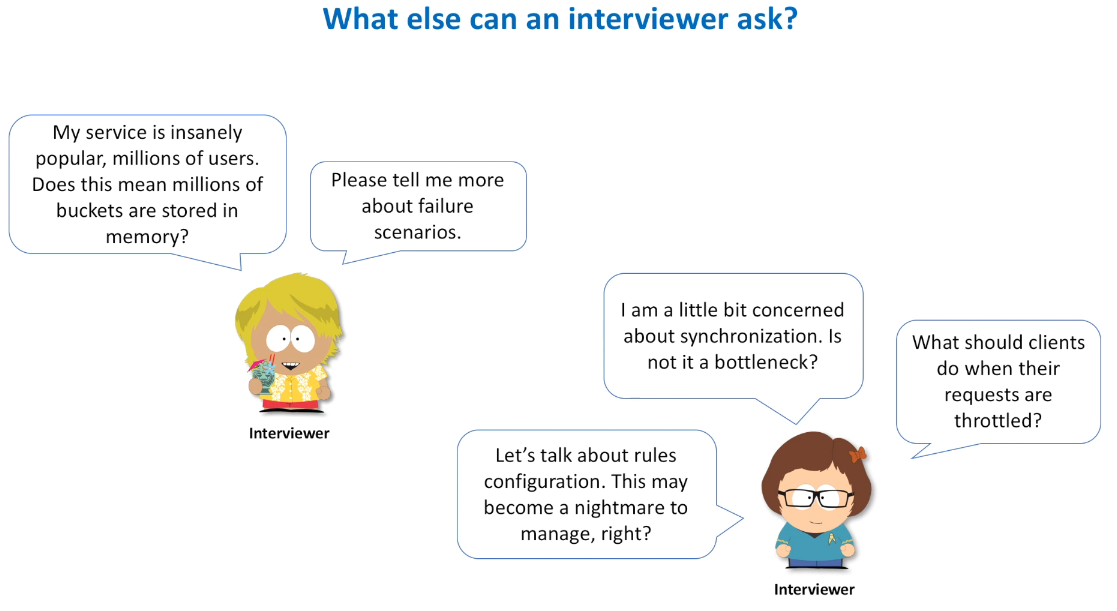 What else can an interviewer ask?
My service is insanely
popular, millions of users.
Does this mean millions of
buckets are stored in
memory?
Please tell me more
about failure
scenarios.
Interviewer
I am a little bit concerned
about synchronization. Is
not it a bottleneck?
What should clients
do when their
requests are
throttled?
Let’s talk about rules
configuration. This may
become a nightmare to
manage, right?
Interviewer